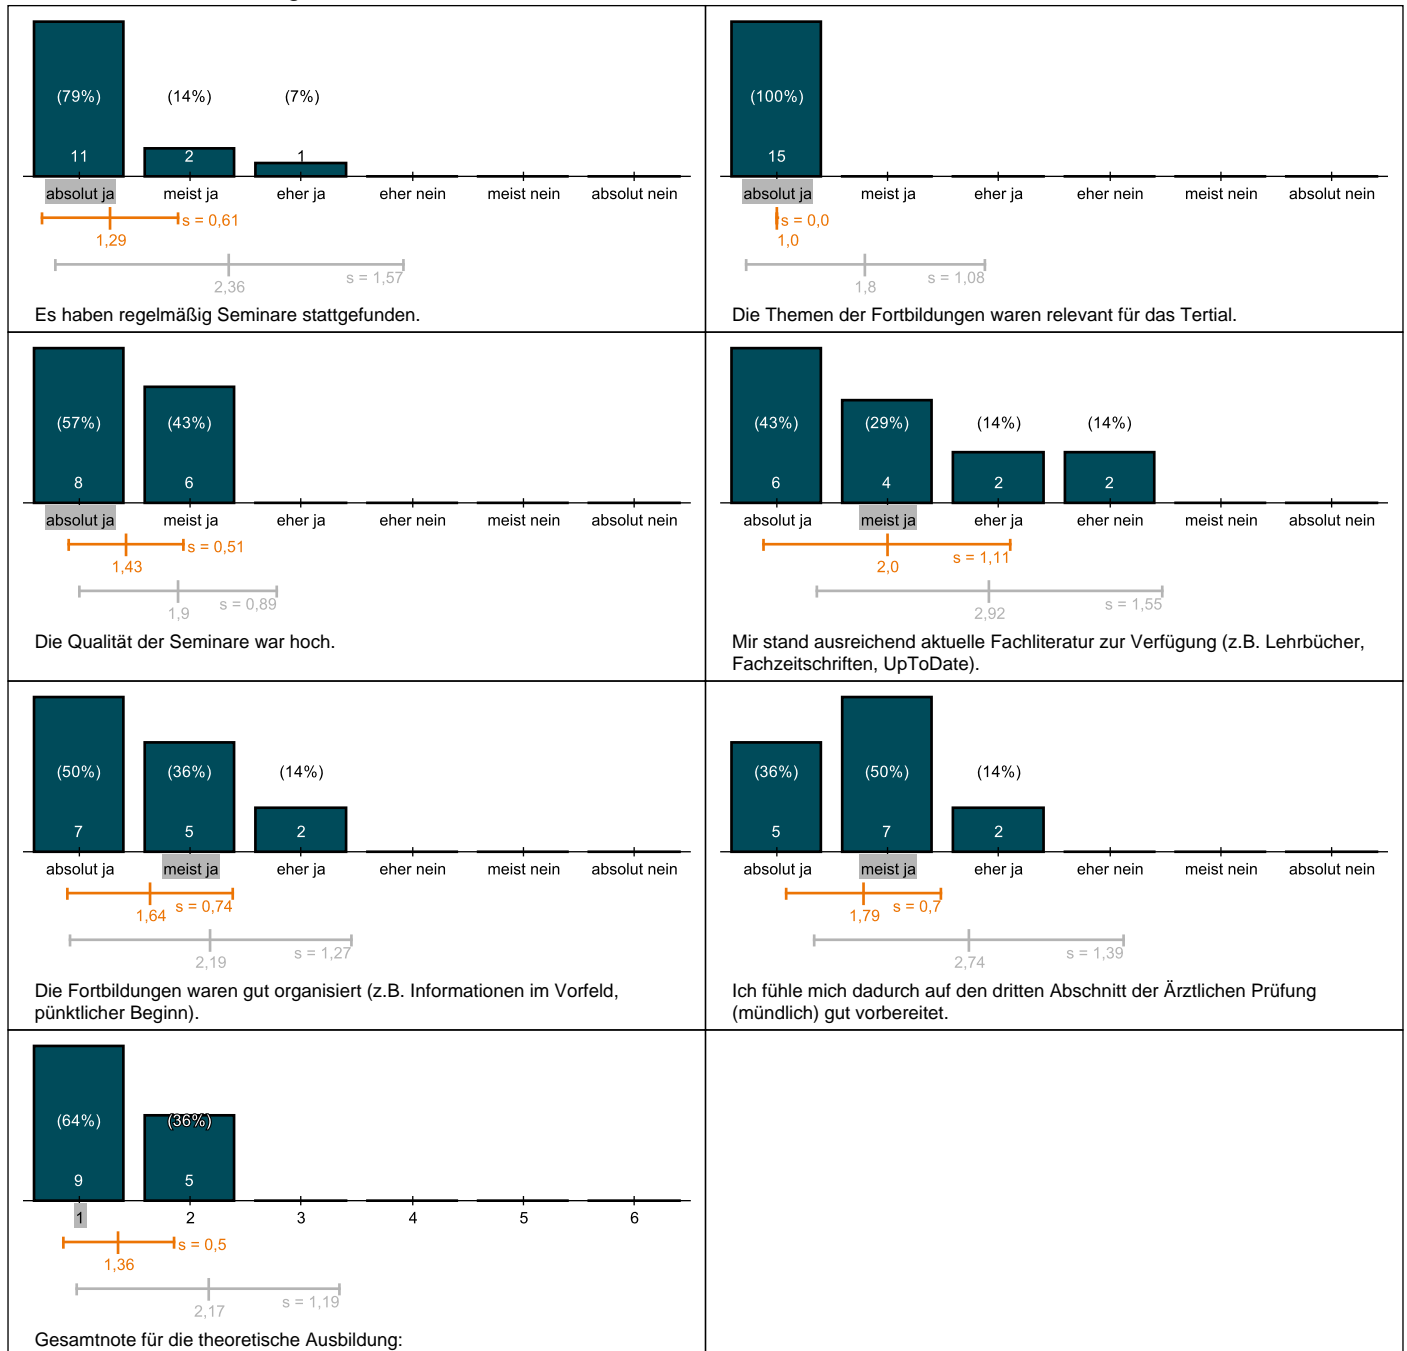 (79%) (14%) (7%)
11 2 1
absolut ja meist ja eher ja eher nein meist nein absolut nein
s = 0,61
1,29
s = 1,57
2,36
Es haben regelmäßig Seminare stattgefunden.
(100%)
15
absolut ja meist ja eher ja eher nein meist nein absolut nein
s = 0,0
1,0
s = 1,08
1,8
Die Themen der Fortbildungen waren relevant für das Tertial.
(57%) (43%)
8 6
absolut ja meist ja eher ja eher nein meist nein absolut nein
s = 0,51
1,43
s = 0,89
1,9
Die Qualität der Seminare war hoch.
(43%) (29%) (14%) (14%)
6 4 2 2
absolut ja meist ja eher ja eher nein meist nein absolut nein
s = 1,11
2,0
s = 1,55
2,92
Mir stand ausreichend aktuelle Fachliteratur zur Verfügung (z.B. Lehrbücher,
Fachzeitschriften, UpToDate).
(50%) (36%) (14%)
7 5 2
absolut ja meist ja eher ja eher nein meist nein absolut nein
s = 0,74
1,64
s = 1,27
2,19
Die Fortbildungen waren gut organisiert (z.B. Informationen im Vorfeld,
pünktlicher Beginn).
(36%) (50%) (14%)
5 7 2
absolut ja meist ja eher ja eher nein meist nein absolut nein
s = 0,7
1,79
s = 1,39
2,74
Ich fühle mich dadurch auf den dritten Abschnitt der Ärztlichen Prüfung
(mündlich) gut vorbereitet.
(64%) (36%)
9 5
1 2 3 4 5 6
s = 0,5
1,36
s = 1,19
2,17
Gesamtnote für die theoretische Ausbildung: